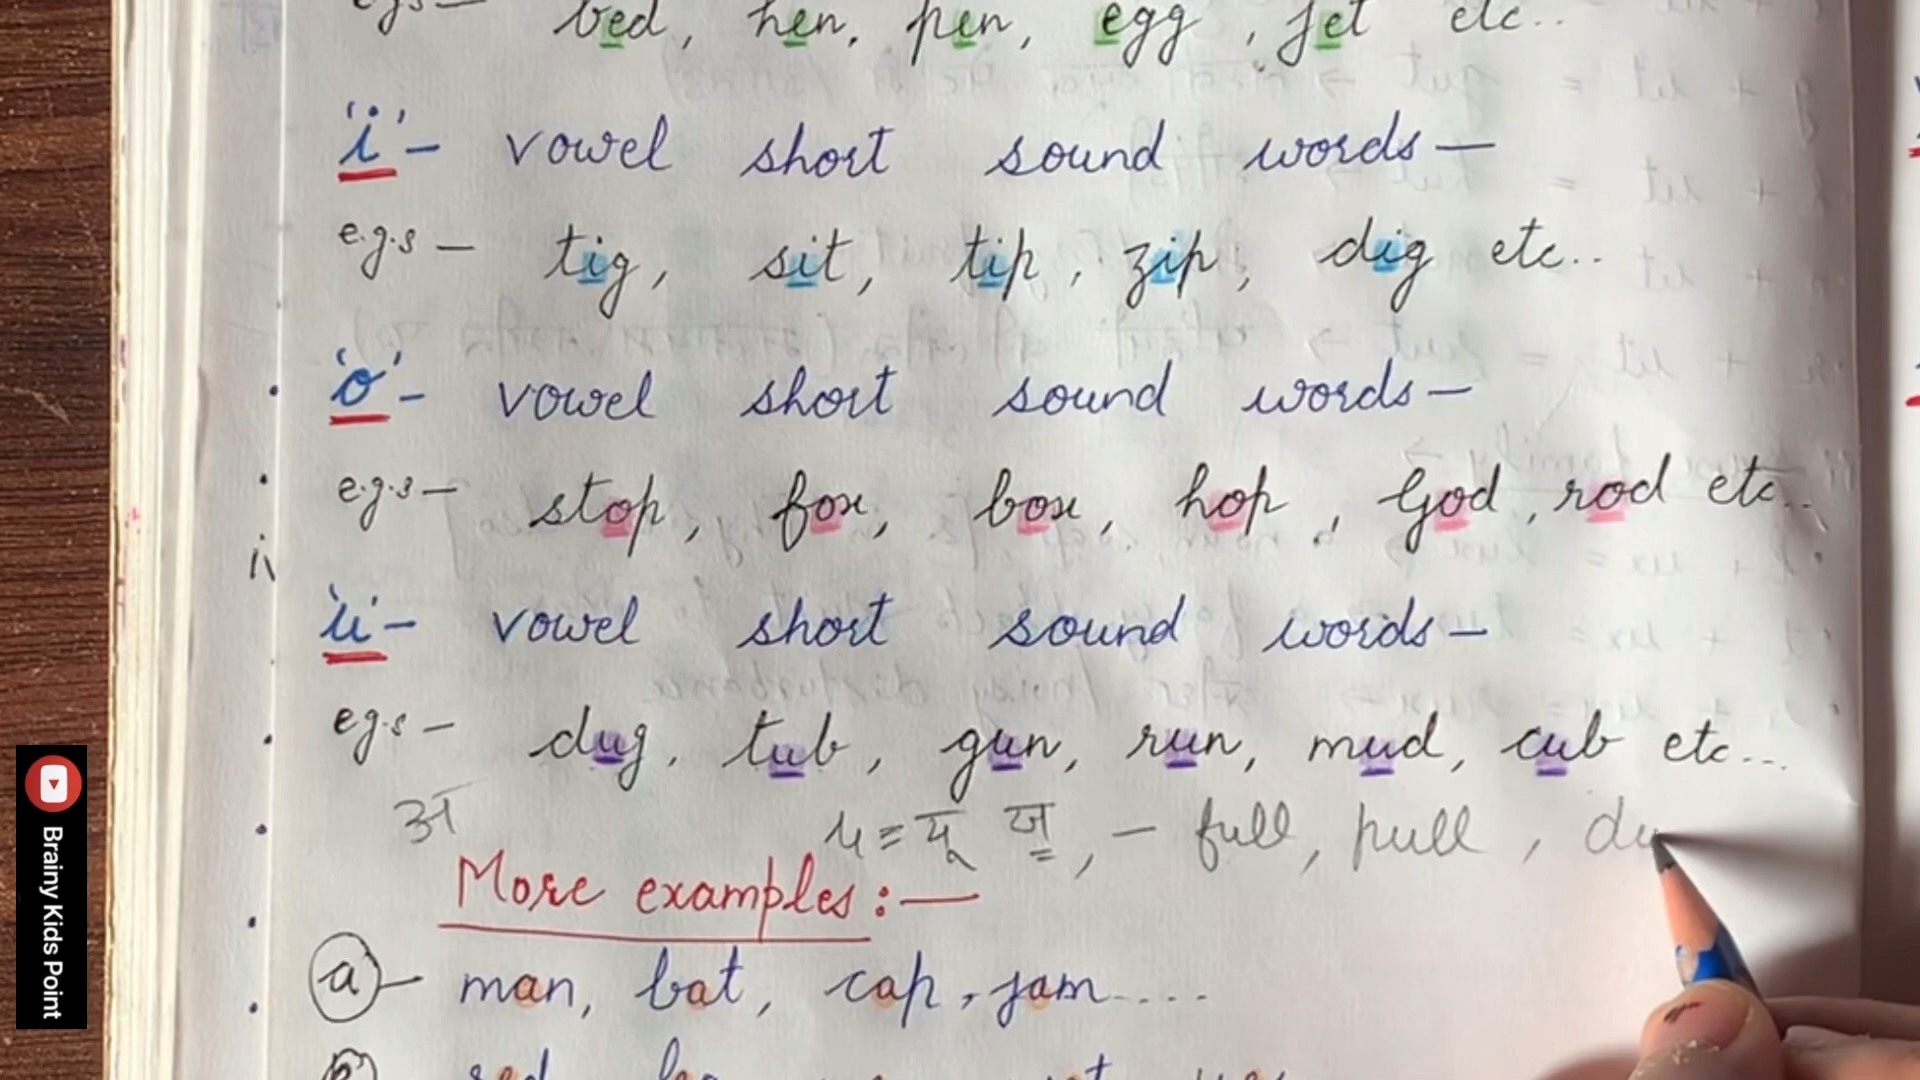 e.g.s – bed, hen, pen, egg, jet etc..
'i' – vowel short sound words –
e.g.s – tig, sit, tip, zip, dig etc..
'o' – vowel short sound words –
e.g.s – stop, fox, box, hop, God, rod etc..
'u' – vowel short sound words –
e.g.s – dug, tub, gun, run, mud, cub etc...
अ u = यू, – full, pull, du
More examples :–
a – man, bat, cap, jam....
Brainy Kids Point